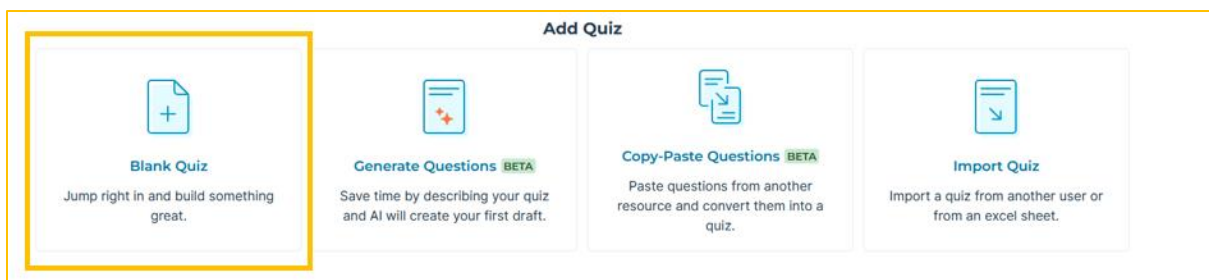 Add Quiz
Blank Quiz
Jump right in and build something
great.
Generate Questions BETA
Save time by describing your quiz
and AI will create your first draft.
Copy-Paste Questions BETA
Paste questions from another
resource and convert them into a
quiz.
Import Quiz
Import a quiz from another user or
from an excel sheet.